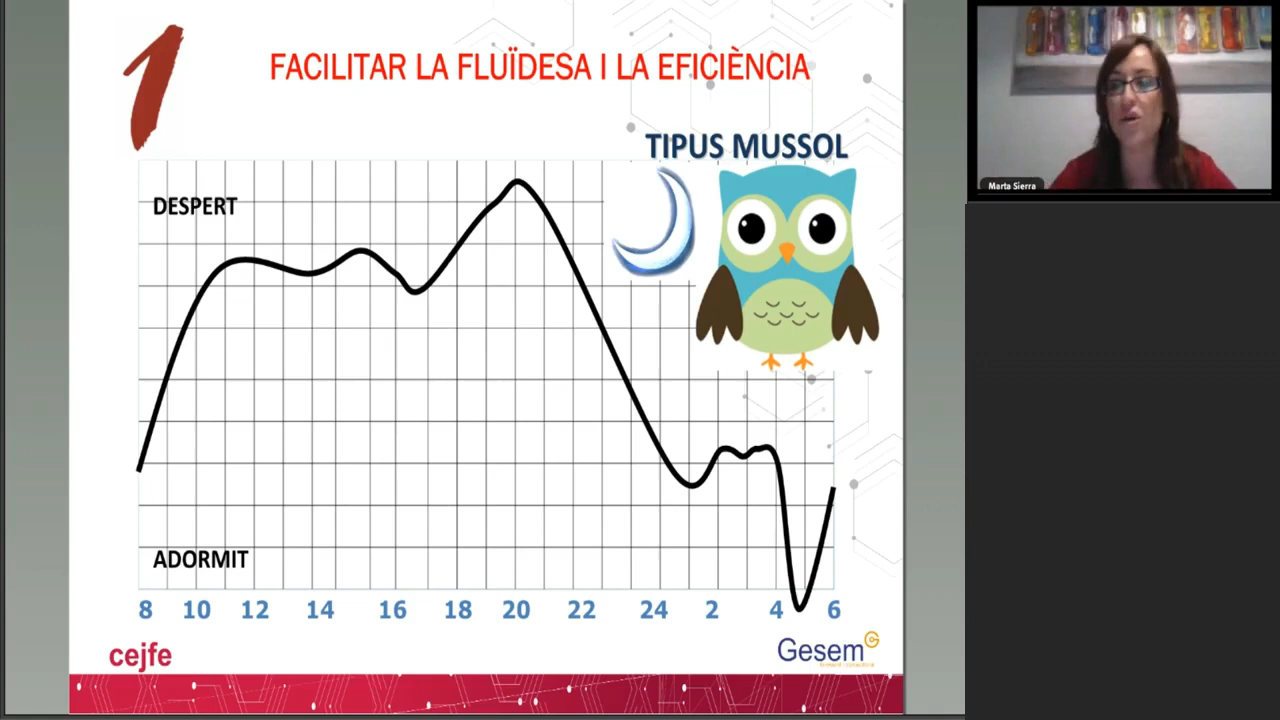 1
FACILITAR LA FLUÏDESA I LA EFICIÈNCIA
TIPUS MUSSOL
DESPERT
ADORMIT
8 10 12 14 16 18 20 22 24 2 4 6
cejfe
Gesem
Marta Sierra